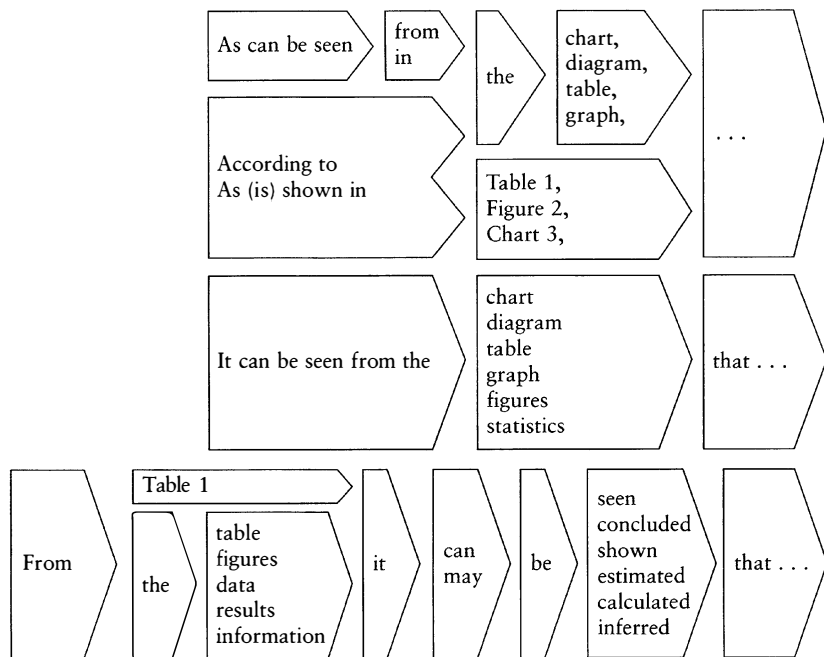 As can be seen
from
in
the
chart,
diagram,
table,
graph,
. . .
According to
As (is) shown in
Table 1,
Figure 2,
Chart 3,
It can be seen from the
chart
diagram
table
graph
figures
statistics
that . . .
From
Table 1
the
table
figures
data
results
information
it
can
may
be
seen
concluded
shown
estimated
calculated
inferred
that . . .